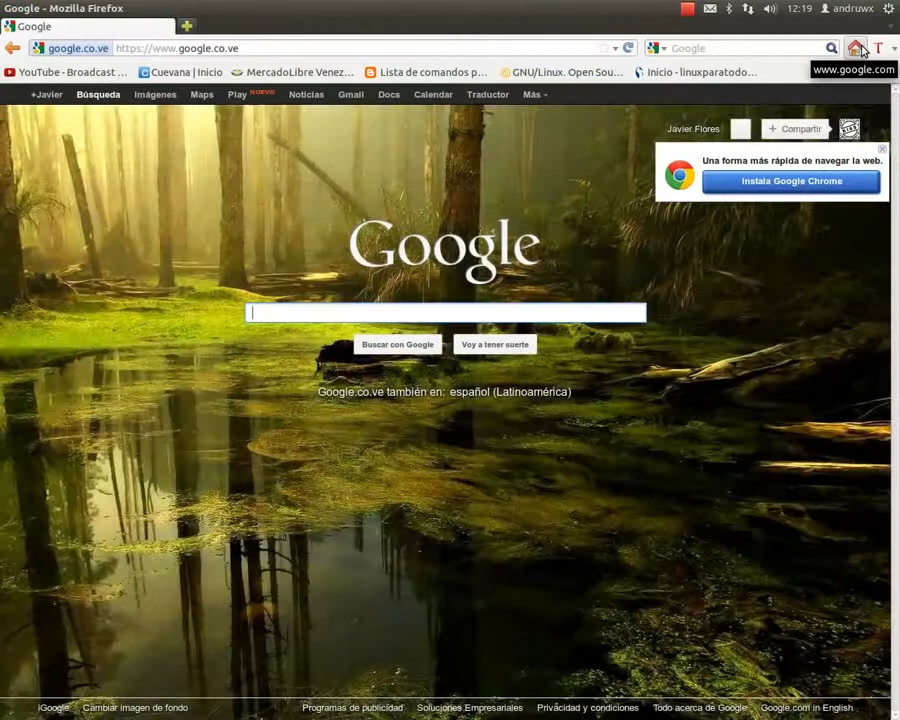 Google - Mozilla Firefox
12:19
andruwx
Google
google.co.ve
https://www.google.co.ve
Google
T
www.google.com
YouTube - Broadcast ...
Cuevana | Inicio
MercadoLibre Venez...
Lista de comandos p...
GNU/Linux. Open Sou...
Inicio - linuxparatodo...
+Javier
Búsqueda
Imágenes
Maps
Play NUEVO
Noticias
Gmail
Docs
Calendar
Traductor
Más
Javier Flores
+ Compartir
Una forma más rápida de navegar la web.
Instala Google Chrome
Google
Buscar con Google
Voy a tener suerte
Google.co.ve también en: español (Latinoamérica)
iGoogle
Cambiar imagen de fondo
Programas de publicidad
Soluciones Empresariales
Privacidad y condiciones
Todo acerca de Google
Google.com in English